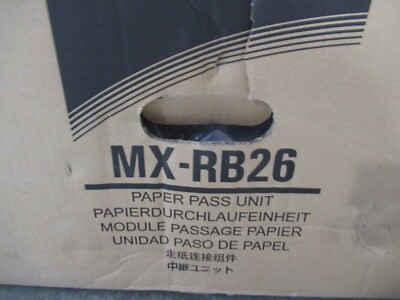 MX-RB26
PAPER PASS UNIT
PAPIERDURCHLAUFEINHEIT
MODULE PASSAGE PAPIER
UNIDAD PASO DE PAPEL
走纸连接组件
中継ユニット